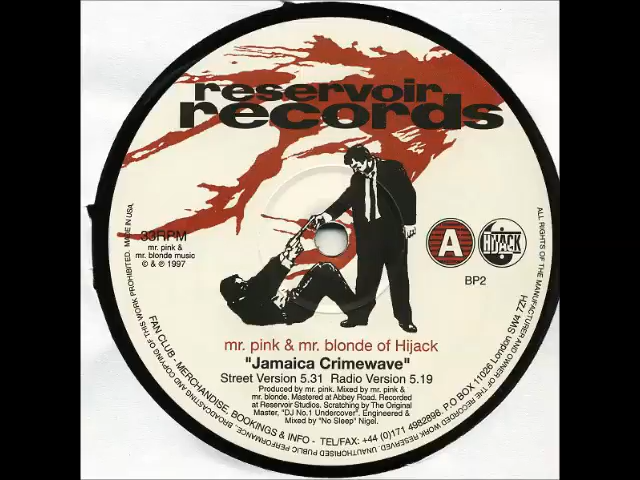 reservoir
records
33RPM
mr. pink &
mr. blonde music
© & ℗ 1997
A
HIJACK
BP2
mr. pink & mr. blonde of Hijack
"Jamaica Crimewave"
Street Version 5.31 Radio Version 5.19
Produced by mr. pink. Mixed by mr. pink &
mr. blonde. Mastered at Abbey Road. Recorded
at Reservoir Studios. Scratching by The Original
Master, "DJ No.1 Undercover". Engineered &
Mixed by "No Sleep" Nigel.
FAN CLUB - MERCHANDISE, BOOKINGS & INFO - TEL/FAX: +44 (0)171 4982898. P.O BOX 11026 London SW4 7ZH
ALL RIGHTS OF THE MANUFACTURER AND OWNER OF THE RECORDED WORK RESERVED. UNAUTHORISED PUBLIC PERFORMANCE, BROADCASTING AND COPYING OF THIS WORK PROHIBITED. MADE IN USA.